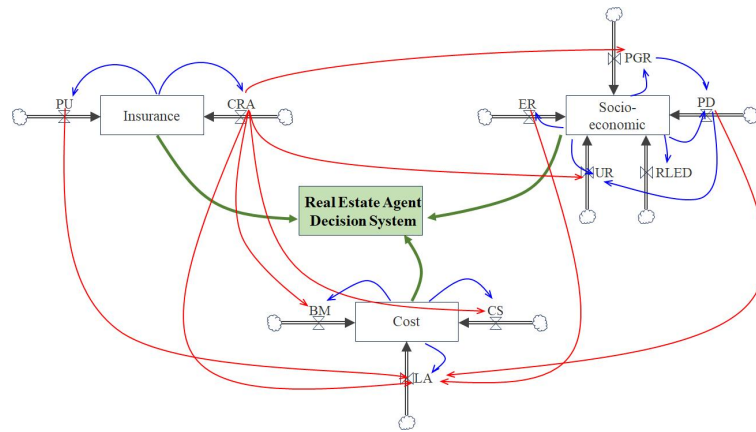 PGR
PU
Insurance
CRA
ER
Socio-
economic
PD
UR
RLED
Real Estate Agent
Decision System
BM
Cost
CS
LA